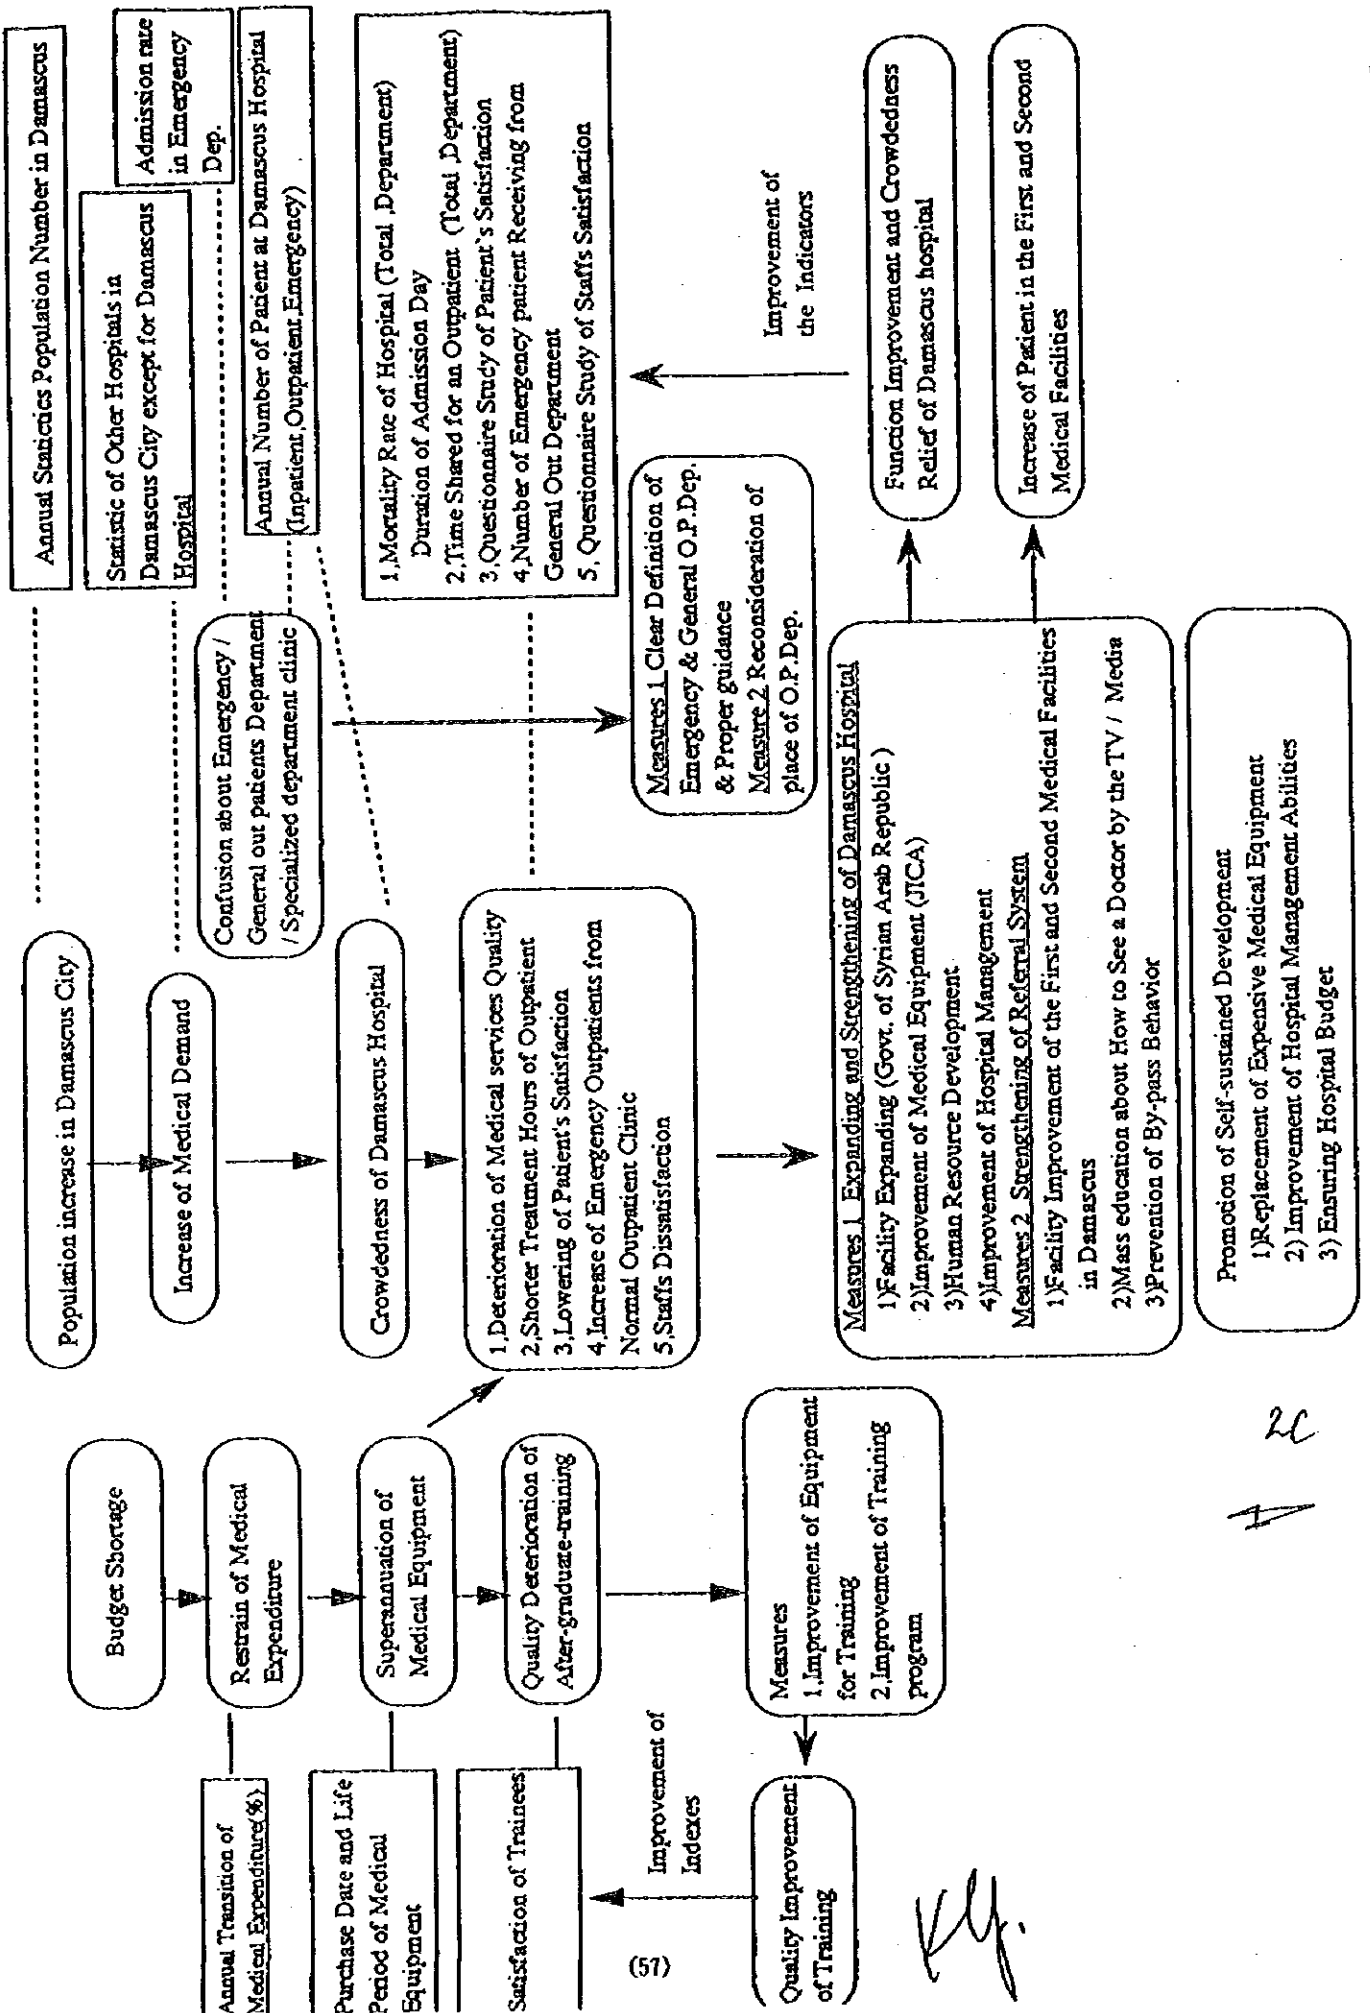 Annual Transition of
Medical Expenditure(%)
Purchase Date and Life
Period of Medical
Equipment
Satisfaction of Trainees
Improvement of
Indexes
Quality Improvement
of Training
Budget Shortage
Restrain of Medical
Expenditure
Superannuation of
Medical Equipment
Quality Deterioration of
After-graduate-training
Measures
1,Improvement of Equipment
for Training
2,Improvement of Training
program
Population increase in Damascus City
Increase of Medical Demand
Crowdedness of Damascus Hospital
1,Deterioration of Medical services Quality
2,Shorter Treatment Hours of Outpatient
3,Lowering of Patient's Satisfaction
4,Increase of Emergency Outpatients from
Normal Outpatient Clinic
5,Staffs Dissatisfaction
Confusion about Emergency /
General out patients Department
/ Specialized department clinic
Measures 1 Clear Definition of
Emergency & General O.P.Dep.
& Proper guidance
Measure 2 Reconsideration of
place of O.P.Dep.
Measures 1 Expanding and Strengthening of Damascus Hospital
1)Facility Expanding (Govt. of Syrian Arab Republic )
2)Improvement of Medical Equipment (JICA)
3)Human Resource Development
4)Improvement of Hospital Management
Measures 2 Strengthening of Referral System
1)Facility Improvement of the First and Second Medical Facilities
in Damascus
2)Mass education about How to See a Doctor by the TV / Media
3)Prevention of By-pass Behavior
Promotion of Self-sustained Development
1)Replacement of Expensive Medical Equipment
2) Improvement of Hospital Management Abilities
3) Ensuring Hospital Budget
Annual Statictics Population Number in Damascus
Statistic of Other Hospitals in
Damascus City except for Damascus
Hospital
Admission rate
in Emergency
Dep.
Annual Number of Patient at Damascus Hospital
(Inpatient,Outpatient,Emergency)
1,Mortality Rate of Hospital (Total ,Department)
Duration of Admission Day
2,Time Shared for an Outpatient (Total ,Department)
3,Questionnaire Study of Patient's Satisfaction
4,Number of Emergency patient Receiving from
General Out Department
5, Questionnaire Study of Staffs Satisfaction
Improvement of
the Indicators
Function Improvement and Crowdedness
Relief of Damascus hospital
Increase of Patient in the First and Second
Medical Facilities
(57)